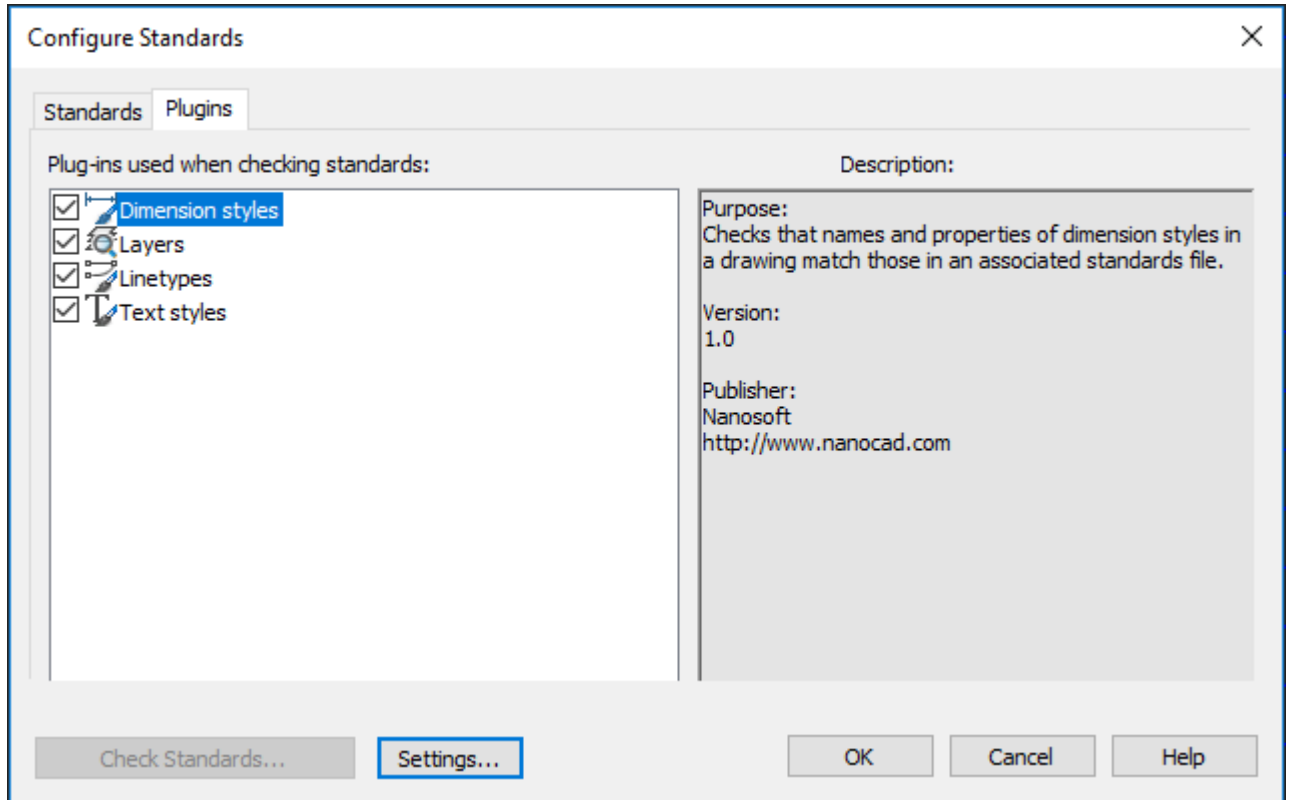 Configure Standards
Standards
Plugins
Plug-ins used when checking standards:
Description:
Dimension styles
Layers
Linetypes
Text styles
Purpose:
Checks that names and properties of dimension styles in
a drawing match those in an associated standards file.
Version:
1.0
Publisher:
Nanosoft
http://www.nanocad.com
Check Standards...
Settings...
OK
Cancel
Help